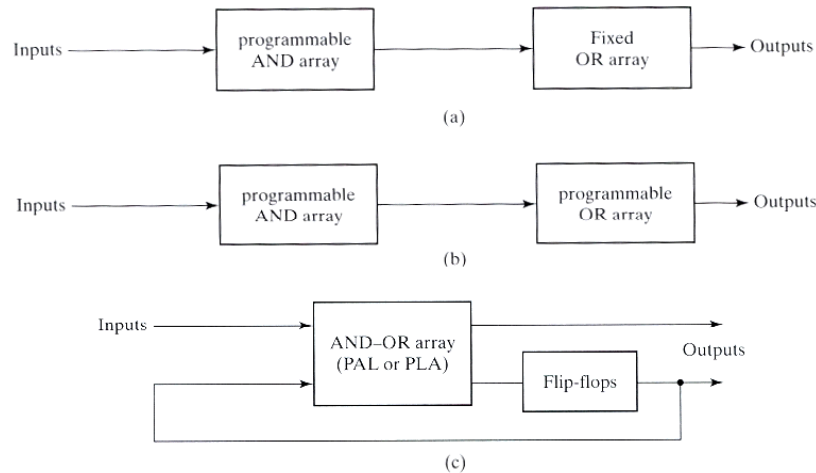 Inputs
programmable
AND array
Fixed
OR array
Outputs
(a)
Inputs
programmable
AND array
programmable
OR array
Outputs
(b)
Inputs
AND–OR array
(PAL or PLA)
Flip-flops
Outputs
(c)